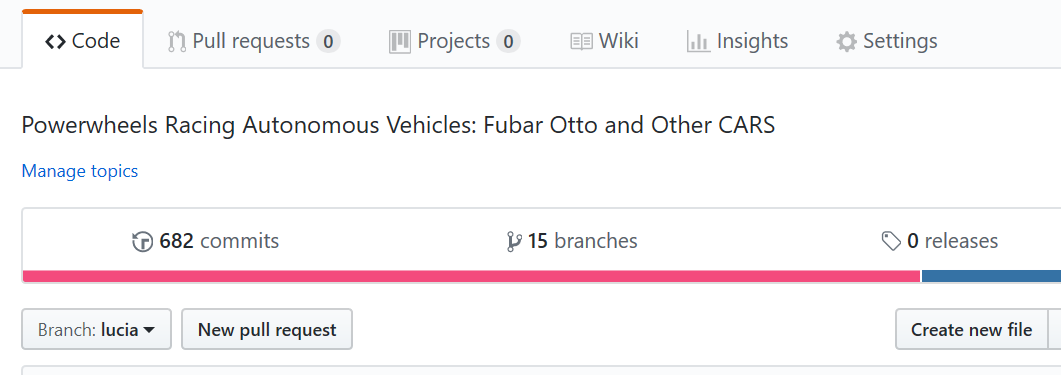 Code Pull requests 0 Projects 0 Wiki Insights Settings
Powerwheels Racing Autonomous Vehicles: Fubar Otto and Other CARS
Manage topics
682 commits 15 branches 0 releases
Branch: lucia New pull request Create new file